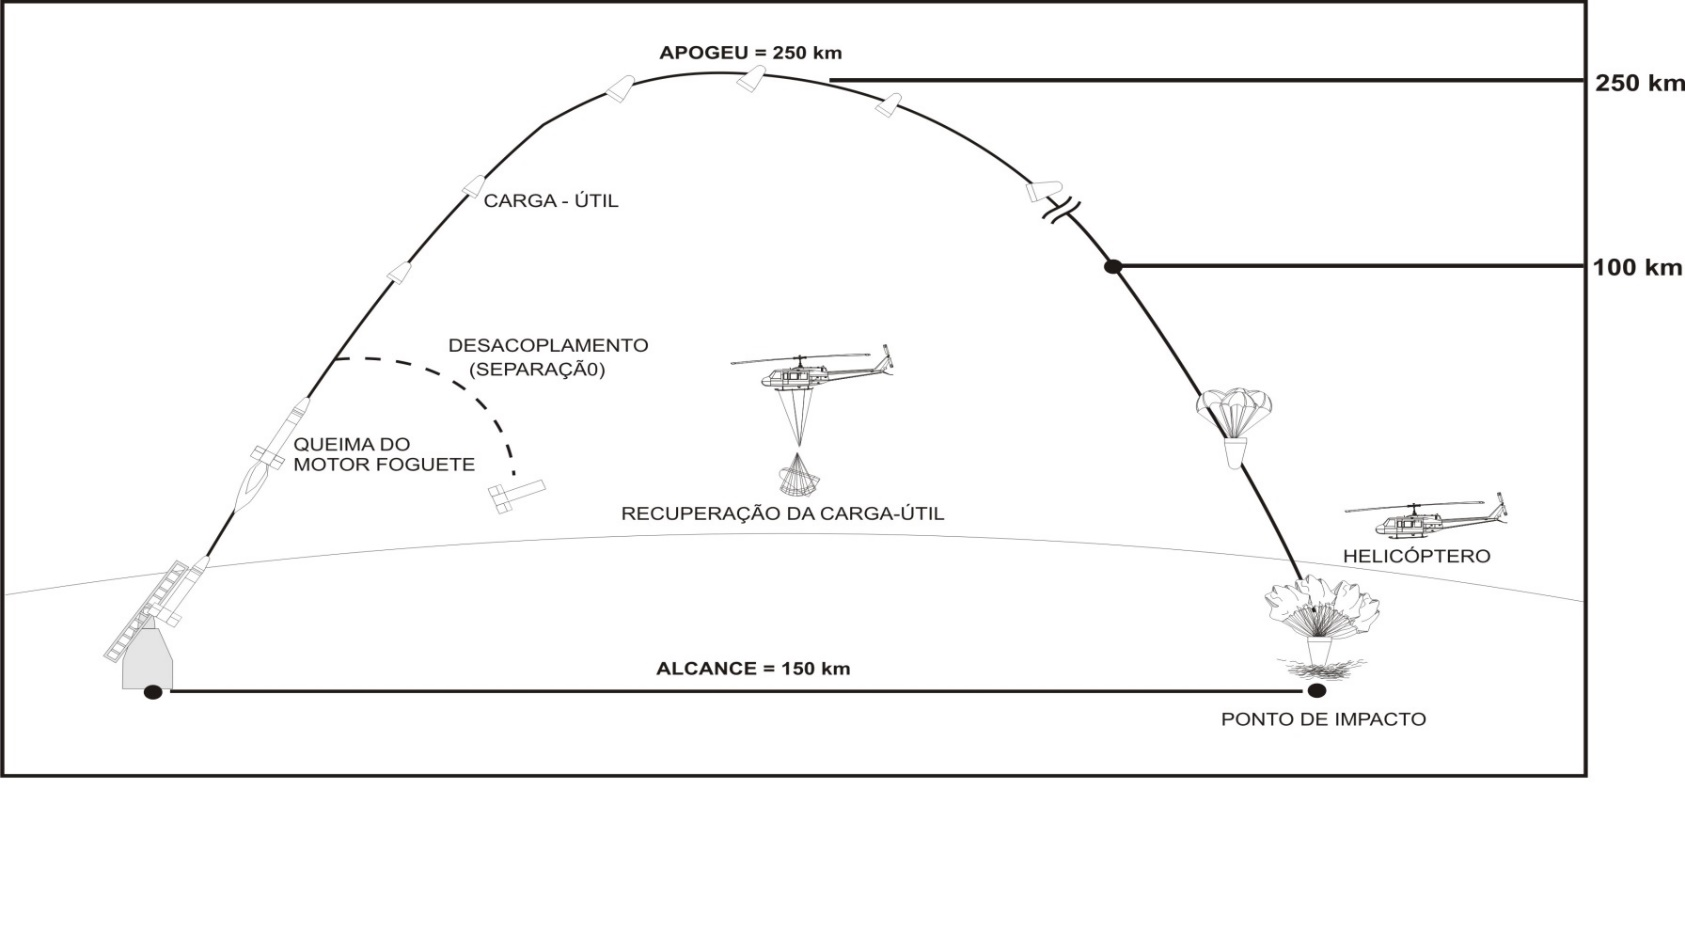 APOGEU = 250 km
250 km
CARGA - ÚTIL
100 km
DESACOPLAMENTO
(SEPARAÇÃ0)
QUEIMA DO
MOTOR FOGUETE
RECUPERAÇÃO DA CARGA-ÚTIL
HELICÓPTERO
ALCANCE = 150 km
PONTO DE IMPACTO